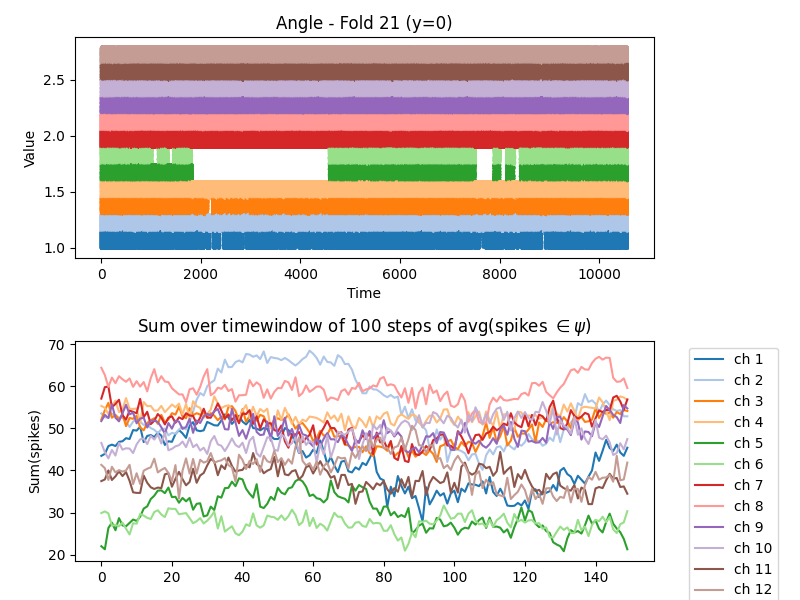 Angle - Fold 21 (y=0)
Value
2.5
2.0
1.5
1.0
0 2000 4000 6000 8000 10000
Time
Sum over timewindow of 100 steps of avg(spikes ∈ ψ)
Sum(spikes)
70
60
50
40
30
20
0 20 40 60 80 100 120 140
ch 1
ch 2
ch 3
ch 4
ch 5
ch 6
ch 7
ch 8
ch 9
ch 10
ch 11
ch 12